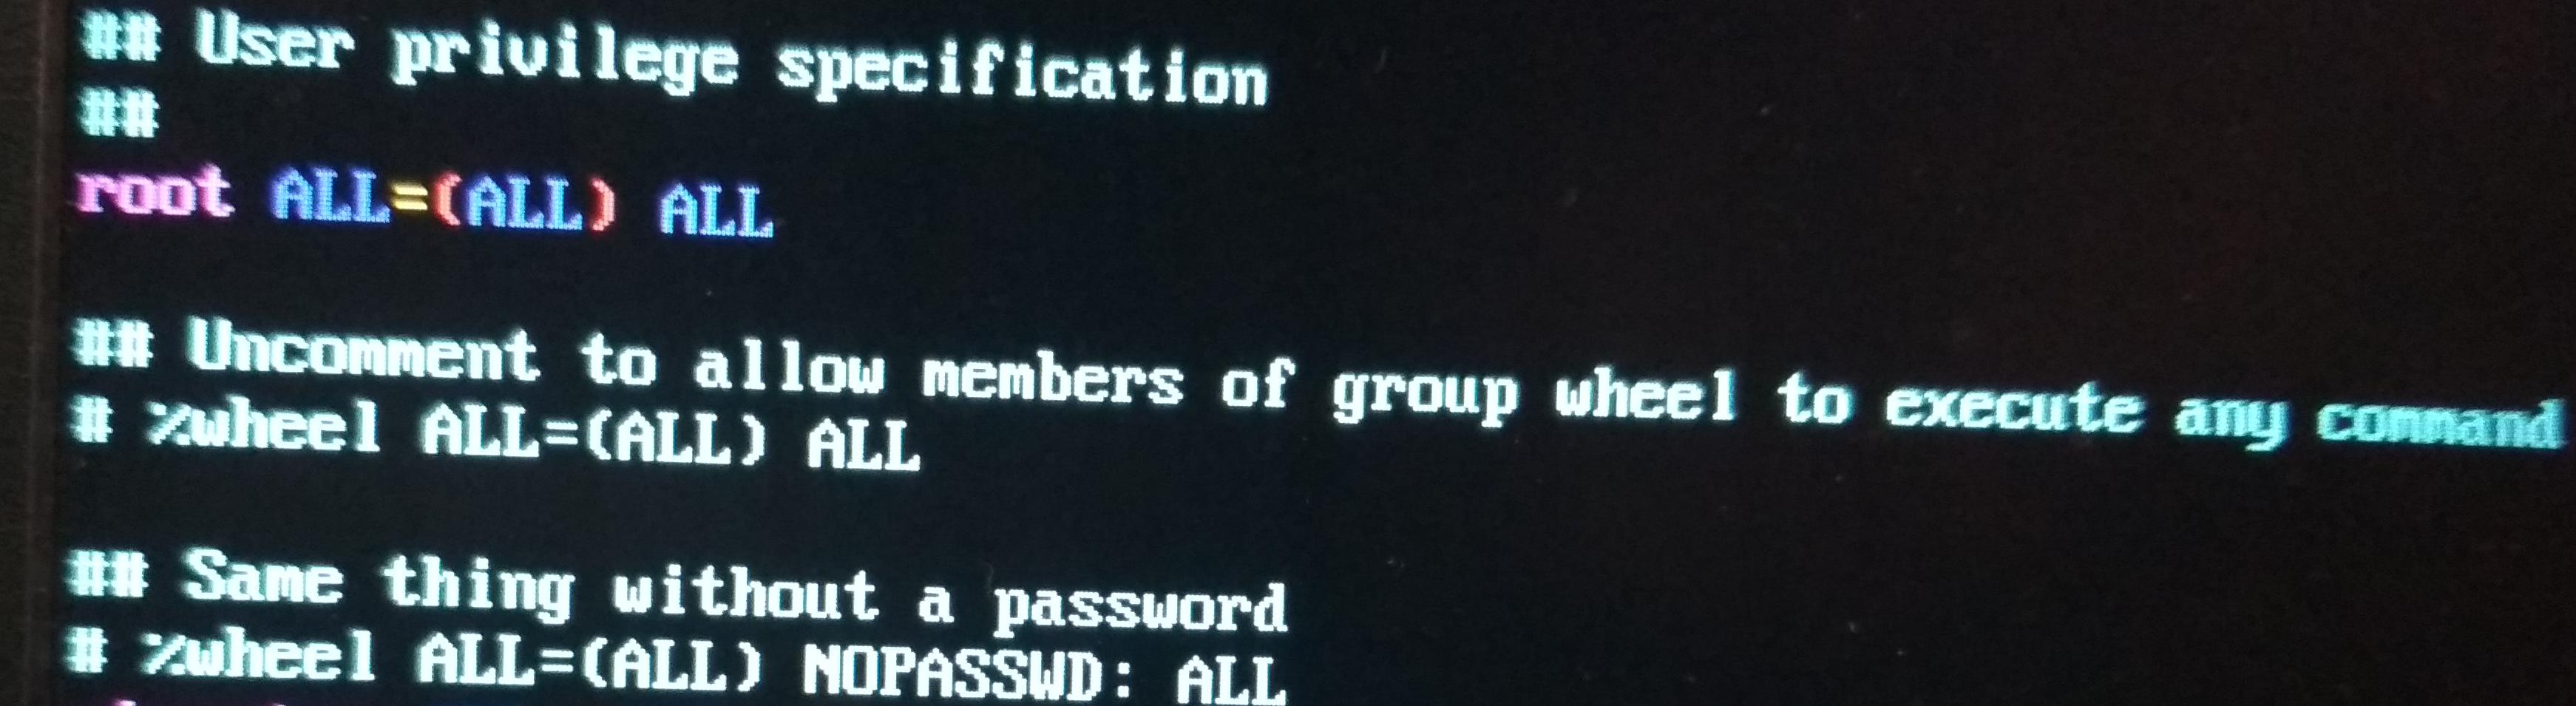 ## User privilege specification
##
root ALL=(ALL) ALL
## Uncomment to allow members of group wheel to execute any command
# %wheel ALL=(ALL) ALL
## Same thing without a password
# %wheel ALL=(ALL) NOPASSWD: ALL